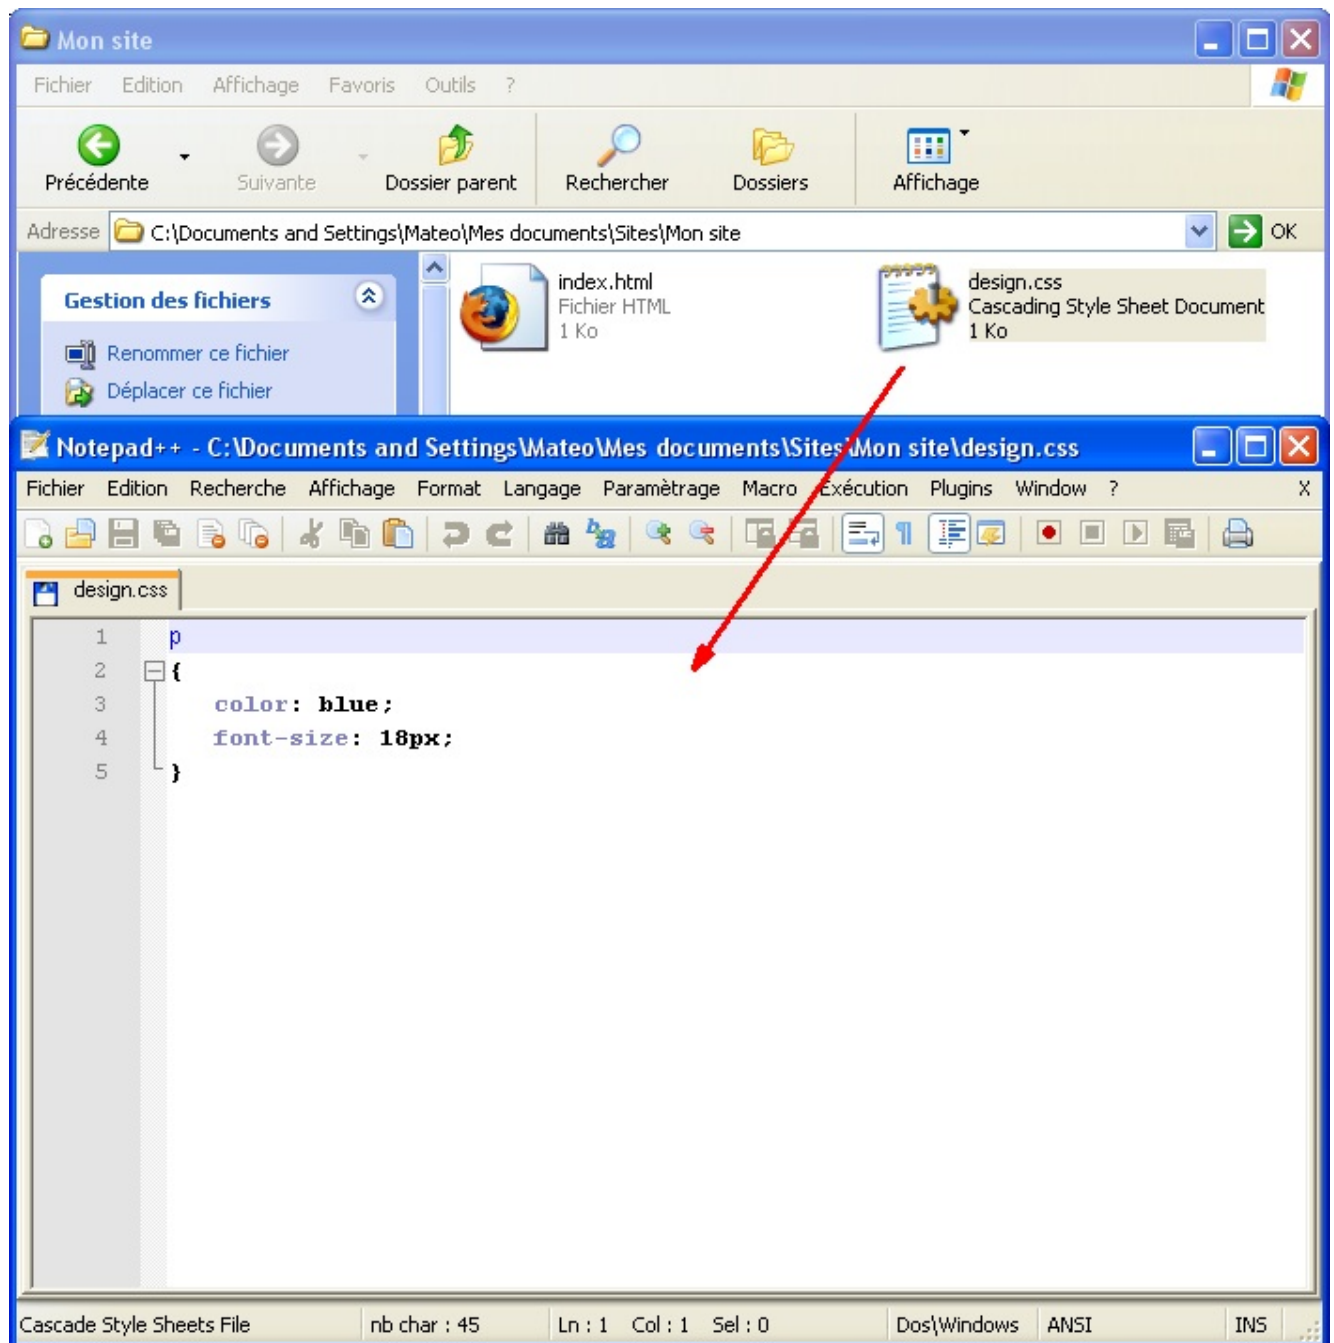 Mon site
Fichier Edition Affichage Favoris Outils ?
Précédente Suivante Dossier parent Rechercher Dossiers Affichage
Adresse C:\Documents and Settings\Mateo\Mes documents\Sites\Mon site OK
Gestion des fichiers
Renommer ce fichier
Déplacer ce fichier
index.html
Fichier HTML
1 Ko
design.css
Cascading Style Sheet Document
1 Ko
Notepad++ - C:\Documents and Settings\Mateo\Mes documents\Sites\Mon site\design.css
Fichier Edition Recherche Affichage Format Langage Paramètrage Macro Exécution Plugins Window ? X
design.css
1 p
2 {
3 color: blue;
4 font-size: 18px;
5 }
Cascade Style Sheets File nb char : 45 Ln : 1 Col : 1 Sel : 0 Dos\Windows ANSI INS